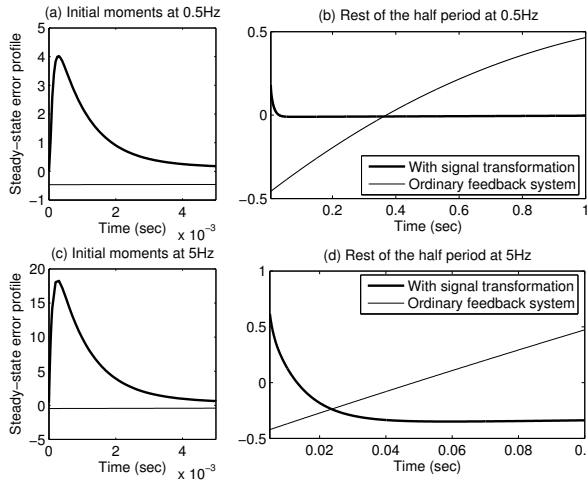 (a) Initial moments at 0.5Hz
(b) Rest of the half period at 0.5Hz
Steady−state error profile
5
4
3
2
1
0
−1
0
2
4
Time (sec)
x 10⁻³
0.5
0
−0.5
0.2
0.4
0.6
0.8
1
Time (sec)
With signal transformation
Ordinary feedback system
(c) Initial moments at 5Hz
(d) Rest of the half period at 5Hz
Steady−state error profile
20
15
10
5
0
−5
0
2
4
Time (sec)
x 10⁻³
1
0.5
0
−0.5
0.02
0.04
0.06
0.08
0.
Time (sec)
With signal transformation
Ordinary feedback system